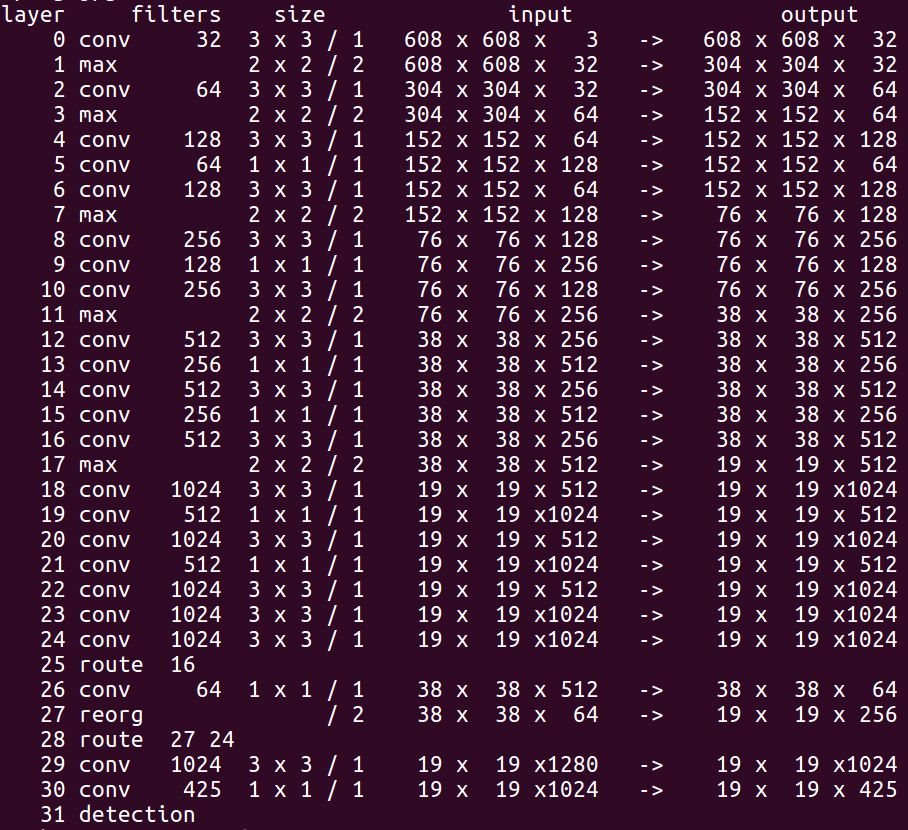 layer     filters    size              input                output
    0 conv     32  3 x 3 / 1   608 x 608 x   3   ->   608 x 608 x  32
    1 max          2 x 2 / 2   608 x 608 x  32   ->   304 x 304 x  32
    2 conv     64  3 x 3 / 1   304 x 304 x  32   ->   304 x 304 x  64
    3 max          2 x 2 / 2   304 x 304 x  64   ->   152 x 152 x  64
    4 conv    128  3 x 3 / 1   152 x 152 x  64   ->   152 x 152 x 128
    5 conv     64  1 x 1 / 1   152 x 152 x 128   ->   152 x 152 x  64
    6 conv    128  3 x 3 / 1   152 x 152 x  64   ->   152 x 152 x 128
    7 max          2 x 2 / 2   152 x 152 x 128   ->    76 x  76 x 128
    8 conv    256  3 x 3 / 1    76 x  76 x 128   ->    76 x  76 x 256
    9 conv    128  1 x 1 / 1    76 x  76 x 256   ->    76 x  76 x 128
   10 conv    256  3 x 3 / 1    76 x  76 x 128   ->    76 x  76 x 256
   11 max          2 x 2 / 2    76 x  76 x 256   ->    38 x  38 x 256
   12 conv    512  3 x 3 / 1    38 x  38 x 256   ->    38 x  38 x 512
   13 conv    256  1 x 1 / 1    38 x  38 x 512   ->    38 x  38 x 256
   14 conv    512  3 x 3 / 1    38 x  38 x 256   ->    38 x  38 x 512
   15 conv    256  1 x 1 / 1    38 x  38 x 512   ->    38 x  38 x 256
   16 conv    512  3 x 3 / 1    38 x  38 x 256   ->    38 x  38 x 512
   17 max          2 x 2 / 2    38 x  38 x 512   ->    19 x  19 x 512
   18 conv   1024  3 x 3 / 1    19 x  19 x 512   ->    19 x  19 x1024
   19 conv    512  1 x 1 / 1    19 x  19 x1024   ->    19 x  19 x 512
   20 conv   1024  3 x 3 / 1    19 x  19 x 512   ->    19 x  19 x1024
   21 conv    512  1 x 1 / 1    19 x  19 x1024   ->    19 x  19 x 512
   22 conv   1024  3 x 3 / 1    19 x  19 x 512   ->    19 x  19 x1024
   23 conv   1024  3 x 3 / 1    19 x  19 x1024   ->    19 x  19 x1024
   24 conv   1024  3 x 3 / 1    19 x  19 x1024   ->    19 x  19 x1024
   25 route  16
   26 conv     64  1 x 1 / 1    38 x  38 x 512   ->    38 x  38 x  64
   27 reorg              / 2    38 x  38 x  64   ->    19 x  19 x 256
   28 route  27 24
   29 conv   1024  3 x 3 / 1    19 x  19 x1280   ->    19 x  19 x1024
   30 conv    425  1 x 1 / 1    19 x  19 x1024   ->    19 x  19 x 425
   31 detection